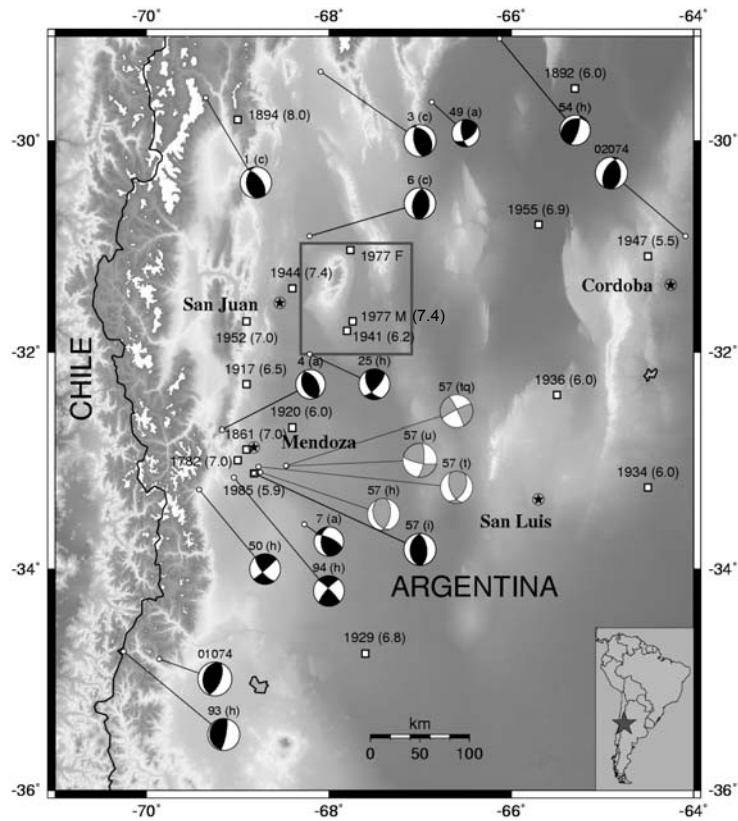 -70 -68 -66 -64
1892 (6.0)
1894 (8.0)
3 (c)
49 (a)
54 (h)
-30
-30
02074
1 (c)
6 (c)
1955 (6.9)
1947 (5.5)
1977 F
1944 (7.4)
Cordoba
San Juan
1977 M (7.4)
1941 (6.2)
1952 (7.0)
-32
-32
CHILE
4 (a)
25 (h)
1917 (6.5)
57 (tq)
1936 (6.0)
1920 (6.0)
1861 (7.0)
Mendoza
57 (u)
1782 (7.0)
57 (t)
1985 (5.9)
1934 (6.0)
57 (h)
San Luis
7 (a)
57 (i)
50 (h)
94 (h)
-34
-34
ARGENTINA
1929 (6.8)
01074
93 (h)
km
0 50 100
-36
-36
-70 -68 -66 -64